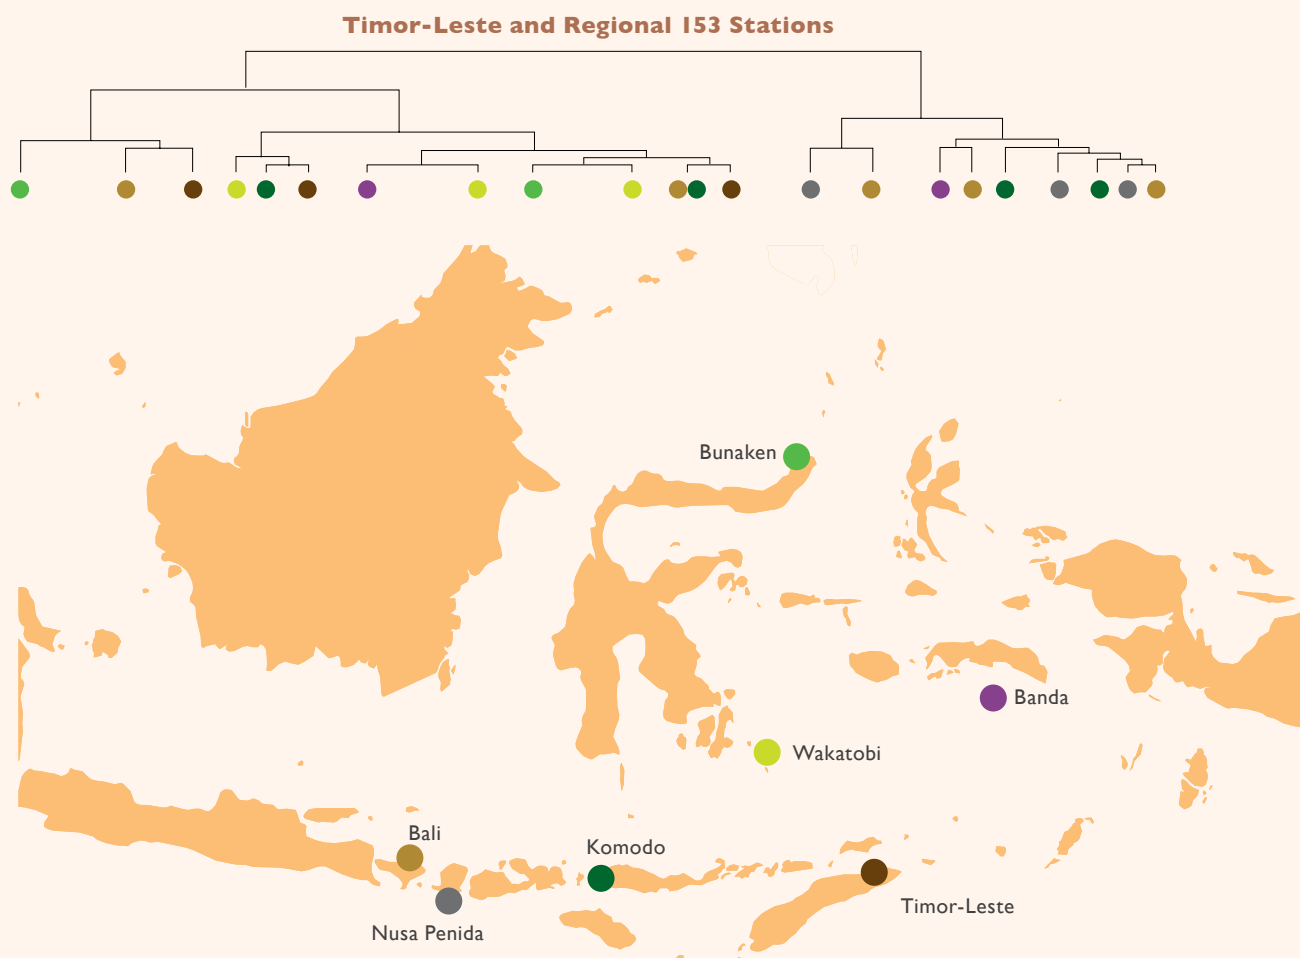 Timor-Leste and Regional 153 Stations
Bunaken
Banda
Wakatobi
Bali
Komodo
Timor-Leste
Nusa Penida